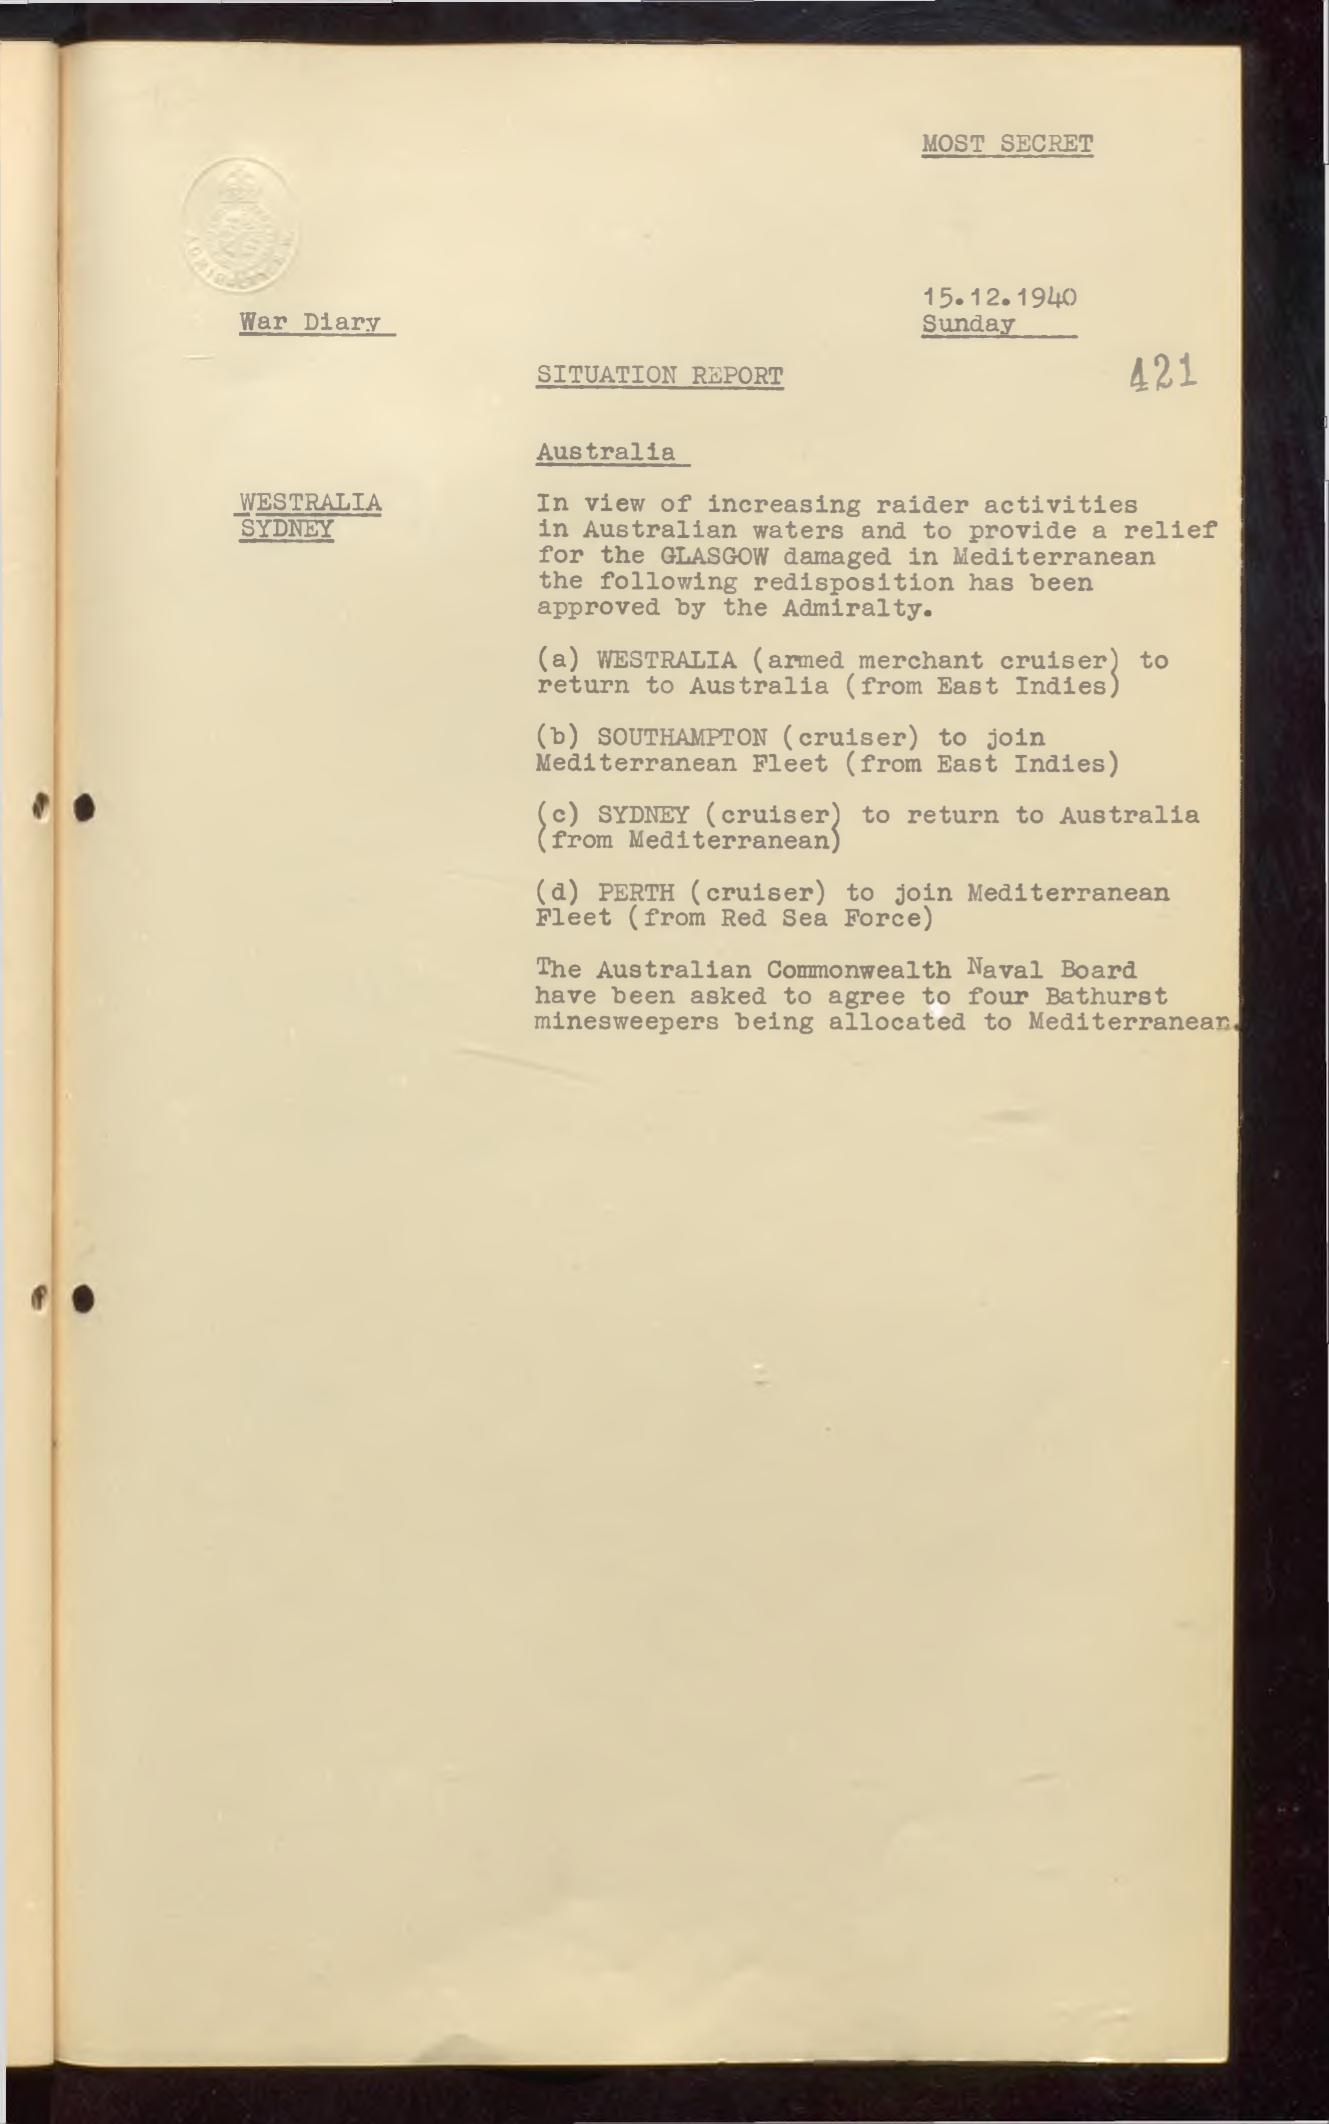 MOST SECRET
15.12.1940
War Diary
Sunday
SITUATION REPORT
421
Australia
WESTRALIA
SYDNEY
In view of increasing raider activities
in Australian waters and to provide a relief
for the GLASGOW damaged in Mediterranean
the following redisposition has been
approved by the Admiralty.
(a) WESTRALIA (armed merchant cruiser) to
return to Australia (from East Indies)
(b) SOUTHAMPTON (cruiser) to join
Mediterranean Fleet (from East Indies)
(c) SYDNEY (cruiser) to return to Australia
(from Mediterranean)
(d) PERTH (cruiser) to join Mediterranean
Fleet (from Red Sea Force)
The Australian Commonwealth Naval Board
have been asked to agree to four Bathurst
minesweepers being allocated to Mediterranean.